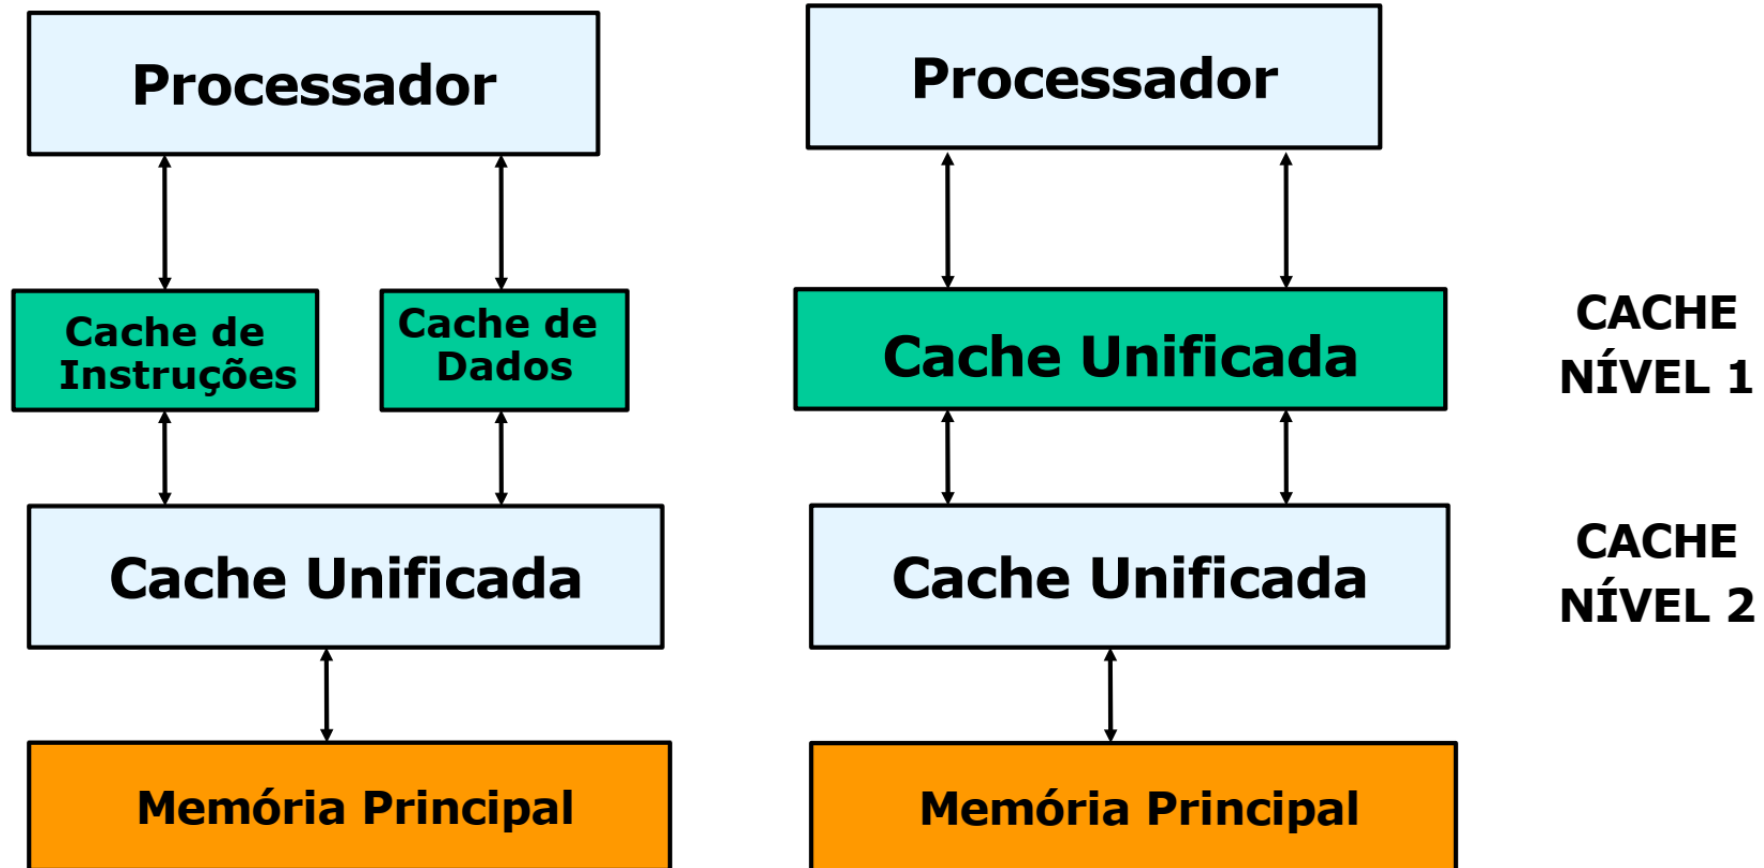 Processador
Processador
Cache de
Instruções
Cache de
Dados
Cache Unificada
CACHE
NÍVEL 1
Cache Unificada
Cache Unificada
CACHE
NÍVEL 2
Memória Principal
Memória Principal